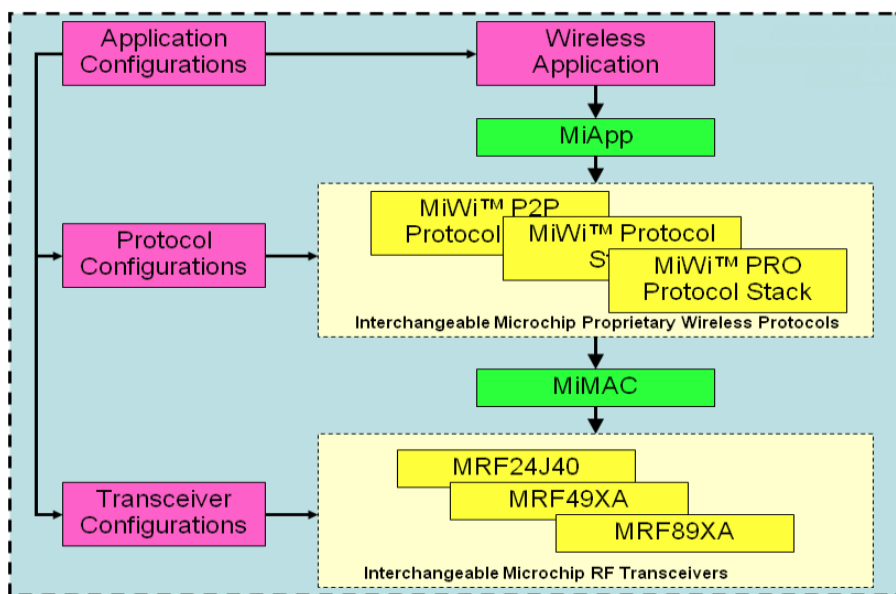 Application
Configurations
Wireless
Application
MiApp
MiWi™ P2P
Protocol
MiWi™ Protocol
MiWi™ PRO
Protocol Stack
Protocol
Configurations
Interchangeable Microchip Proprietary Wireless Protocols
MiMAC
MRF24J40
MRF49XA
MRF89XA
Transceiver
Configurations
Interchangeable Microchip RF Transceivers